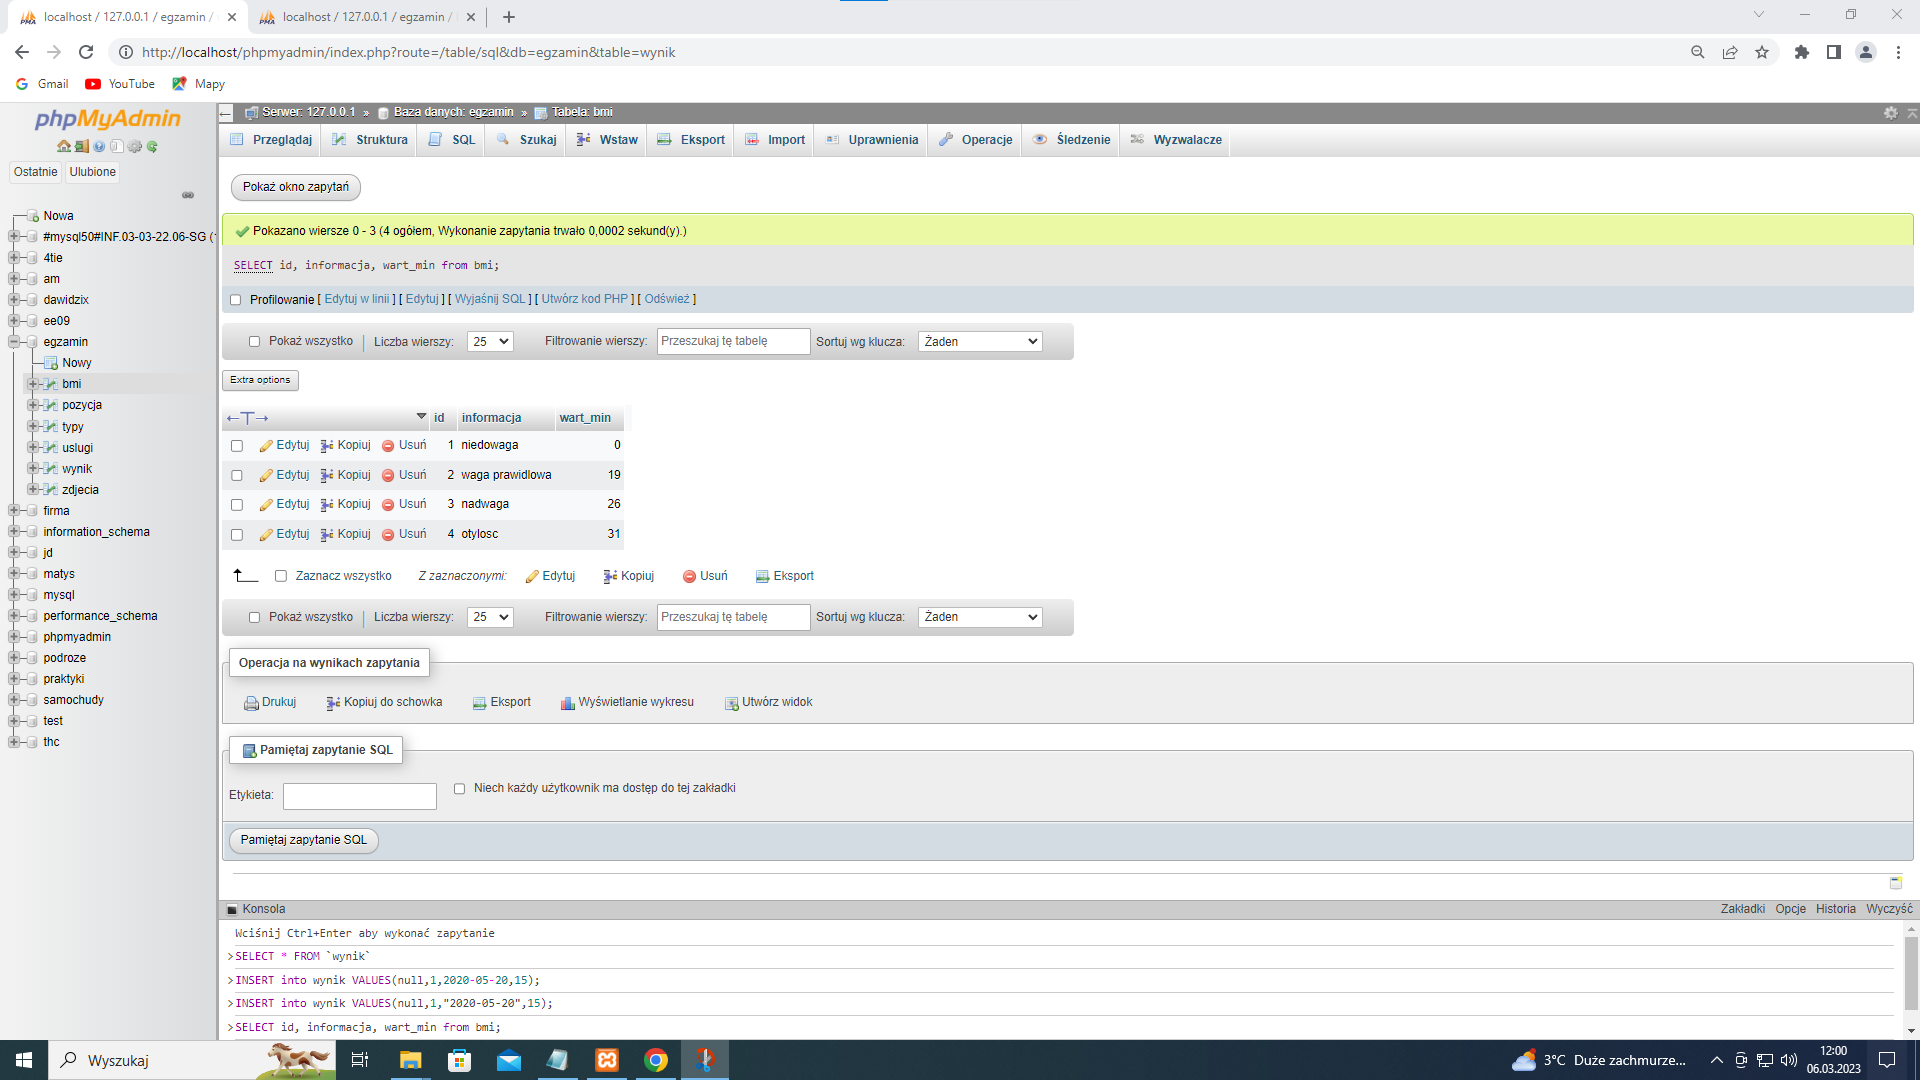 localhost / 127.0.0.1 / egzamin /
localhost / 127.0.0.1 / egzamin /
http://localhost/phpmyadmin/index.php?route=/table/sql&db=egzamin&table=wynik
Gmail YouTube Mapy
phpMyAdmin
Ostatnie Ulubione
Nowa
#mysql50#INF.03-03-22.06-SG (
4tie
am
dawidzix
ee09
egzamin
Nowy
bmi
pozycja
typy
uslugi
wynik
zdjecia
firma
information_schema
jd
matys
mysql
performance_schema
phpmyadmin
podroze
praktyki
samochudy
test
thc
Serwer: 127.0.0.1 » Baza danych: egzamin » Tabela: bmi
Przeglądaj Struktura SQL Szukaj Wstaw Eksport Import Uprawnienia Operacje Śledzenie Wyzwalacze
Pokaż okno zapytań
Pokazano wiersze 0 - 3 (4 ogółem, Wykonanie zapytania trwało 0,0002 sekund(y).)
SELECT id, informacja, wart_min from bmi;
Profilowanie [ Edytuj w linii ] [ Edytuj ] [ Wyjaśnij SQL ] [ Utwórz kod PHP ] [ Odśwież ]
Pokaż wszystko Liczba wierszy: 25 Filtrowanie wierszy: Przeszukaj tę tabelę Sortuj wg klucza: Żaden
Extra options
←T→ id informacja wart_min
Edytuj Kopiuj Usuń 1 niedowaga 0
Edytuj Kopiuj Usuń 2 waga prawidlowa 19
Edytuj Kopiuj Usuń 3 nadwaga 26
Edytuj Kopiuj Usuń 4 otylosc 31
Zaznacz wszystko Z zaznaczonymi: Edytuj Kopiuj Usuń Eksport
Pokaż wszystko Liczba wierszy: 25 Filtrowanie wierszy: Przeszukaj tę tabelę Sortuj wg klucza: Żaden
Operacja na wynikach zapytania
Drukuj Kopiuj do schowka Eksport Wyświetlanie wykresu Utwórz widok
Pamiętaj zapytanie SQL
Etykieta: Niech każdy użytkownik ma dostęp do tej zakładki
Pamiętaj zapytanie SQL
Konsola Zakładki Opcje Historia Wyczyść
Wciśnij Ctrl+Enter aby wykonać zapytanie
>SELECT * FROM `wynik`
>INSERT into wynik VALUES(null,1,2020-05-20,15);
>INSERT into wynik VALUES(null,1,"2020-05-20",15);
>SELECT id, informacja, wart_min from bmi;
Wyszukaj
3°C Duże zachmurze...
12:00
06.03.2023